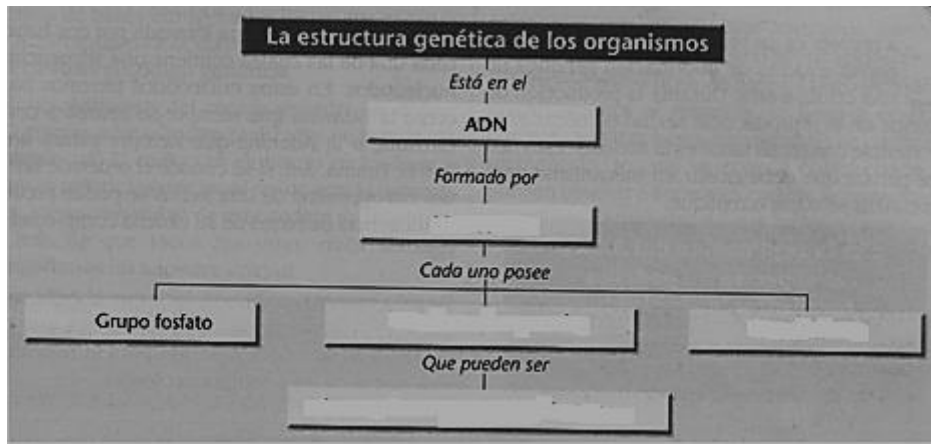 La estructura genética de los organismos
Está en el
ADN
Formado por
Cada uno posee
Grupo fosfato
Que pueden ser